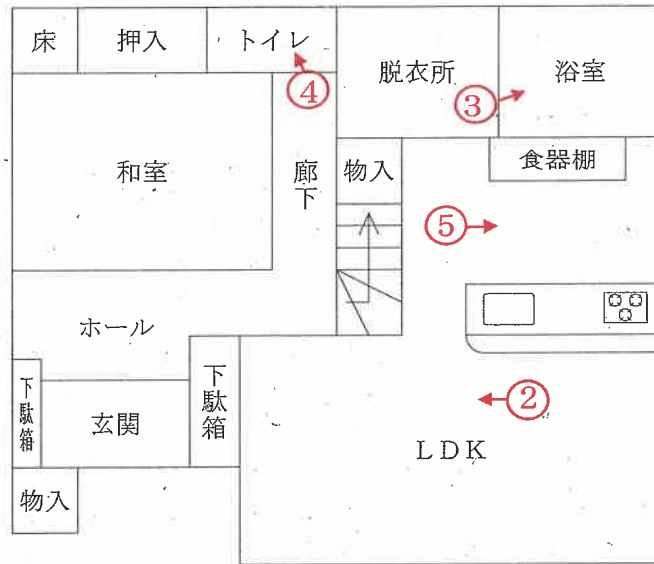 床 押入 トイレ 脱衣所 浴室
④
③
食器棚
和室 廊下 物入
⑤
ホール
下駄箱 玄関 下駄箱
②
LDK
物入